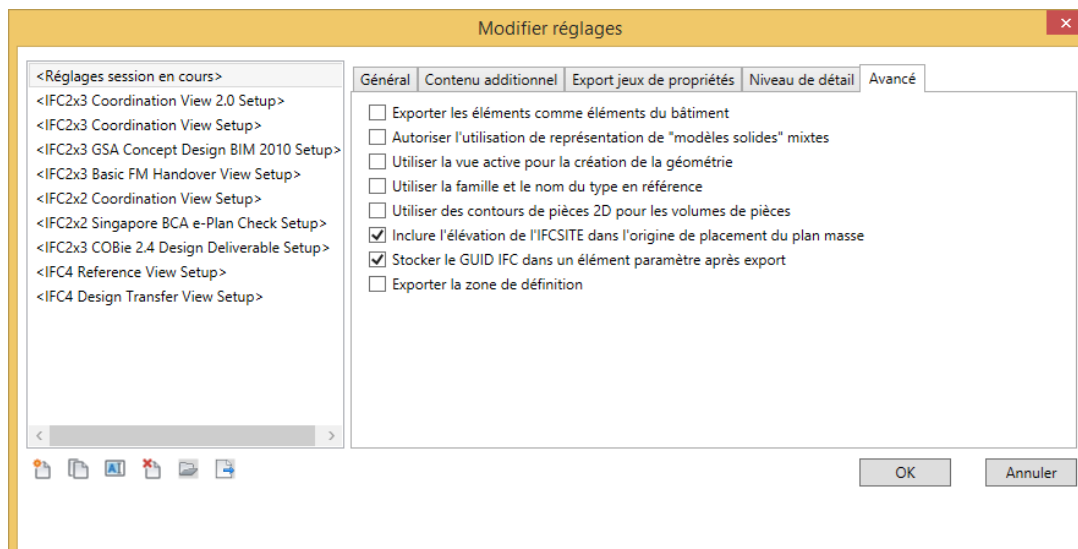 Modifier réglages
<Réglages session en cours>
<IFC2x3 Coordination View 2.0 Setup>
<IFC2x3 Coordination View Setup>
<IFC2x3 GSA Concept Design BIM 2010 Setup>
<IFC2x3 Basic FM Handover View Setup>
<IFC2x2 Coordination View Setup>
<IFC2x2 Singapore BCA e-Plan Check Setup>
<IFC2x3 COBie 2.4 Design Deliverable Setup>
<IFC4 Reference View Setup>
<IFC4 Design Transfer View Setup>
Général Contenu additionnel Export jeux de propriétés Niveau de détail Avancé
Exporter les éléments comme éléments du bâtiment
Autoriser l'utilisation de représentation de "modèles solides" mixtes
Utiliser la vue active pour la création de la géométrie
Utiliser la famille et le nom du type en référence
Utiliser des contours de pièces 2D pour les volumes de pièces
Inclure l'élévation de l'IFCSITE dans l'origine de placement du plan masse
Stocker le GUID IFC dans un élément paramètre après export
Exporter la zone de définition
OK Annuler